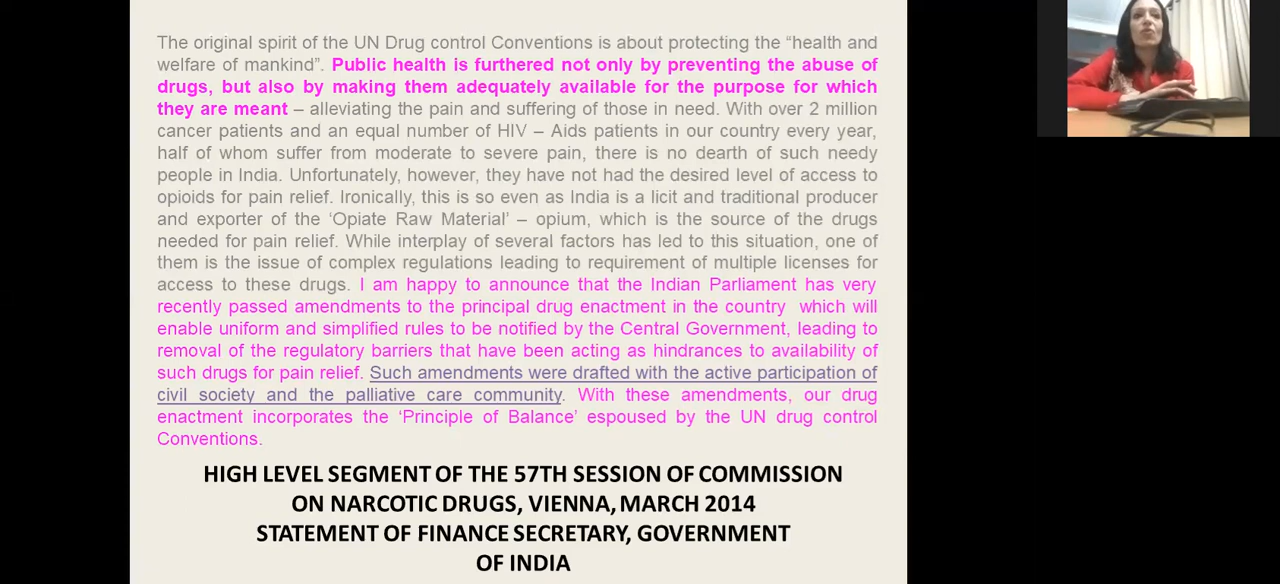 The original spirit of the UN Drug control Conventions is about protecting the “health and
welfare of mankind”. Public health is furthered not only by preventing the abuse of
drugs, but also by making them adequately available for the purpose for which
they are meant – alleviating the pain and suffering of those in need. With over 2 million
cancer patients and an equal number of HIV – Aids patients in our country every year,
half of whom suffer from moderate to severe pain, there is no dearth of such needy
people in India. Unfortunately, however, they have not had the desired level of access to
opioids for pain relief. Ironically, this is so even as India is a licit and traditional producer
and exporter of the ‘Opiate Raw Material’ – opium, which is the source of the drugs
needed for pain relief. While interplay of several factors has led to this situation, one of
them is the issue of complex regulations leading to requirement of multiple licenses for
access to these drugs. I am happy to announce that the Indian Parliament has very
recently passed amendments to the principal drug enactment in the country which will
enable uniform and simplified rules to be notified by the Central Government, leading to
removal of the regulatory barriers that have been acting as hindrances to availability of
such drugs for pain relief. Such amendments were drafted with the active participation of
civil society and the palliative care community. With these amendments, our drug
enactment incorporates the ‘Principle of Balance’ espoused by the UN drug control
Conventions.
HIGH LEVEL SEGMENT OF THE 57TH SESSION OF COMMISSION
ON NARCOTIC DRUGS, VIENNA, MARCH 2014
STATEMENT OF FINANCE SECRETARY, GOVERNMENT
OF INDIA